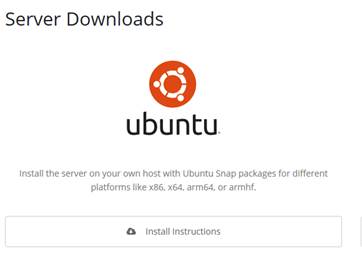 Server Downloads
ubuntu
Install the server on your own host with Ubuntu Snap packages for different
platforms like x86, x64, arm64, or armhf.
Install Instructions